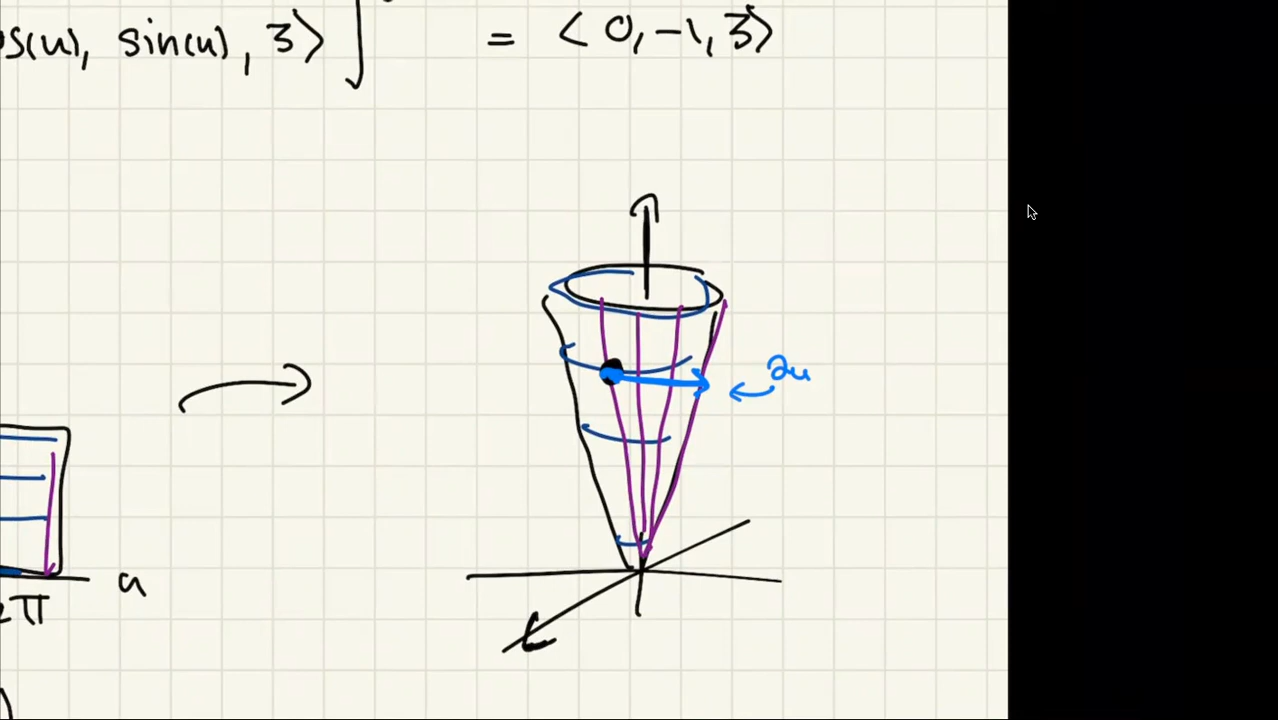 s(u), sin(u), 3⟩ ] = ⟨0, -1, 3⟩
∂u
u
2π